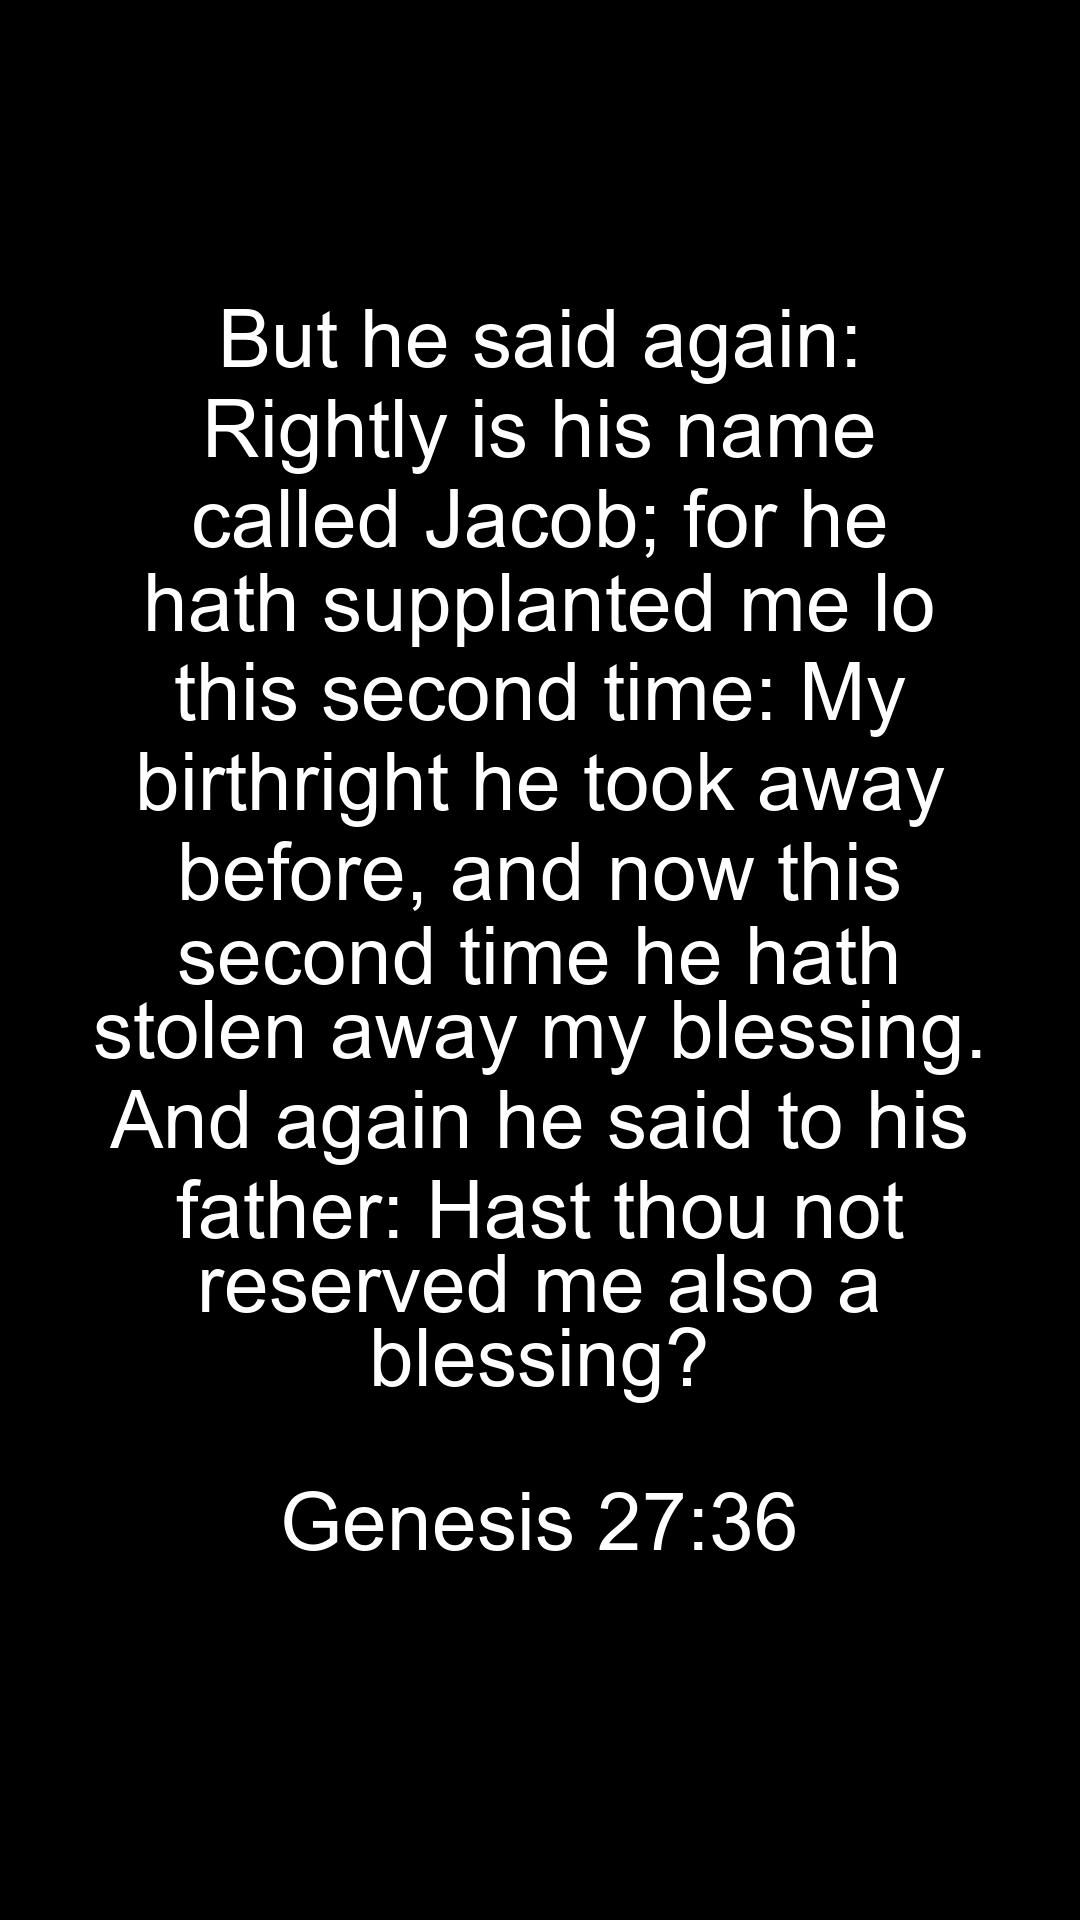 But he said again:
Rightly is his name
called Jacob; for he
hath supplanted me lo
this second time: My
birthright he took away
before, and now this
second time he hath
stolen away my blessing.
And again he said to his
father: Hast thou not
reserved me also a
blessing?
Genesis 27:36